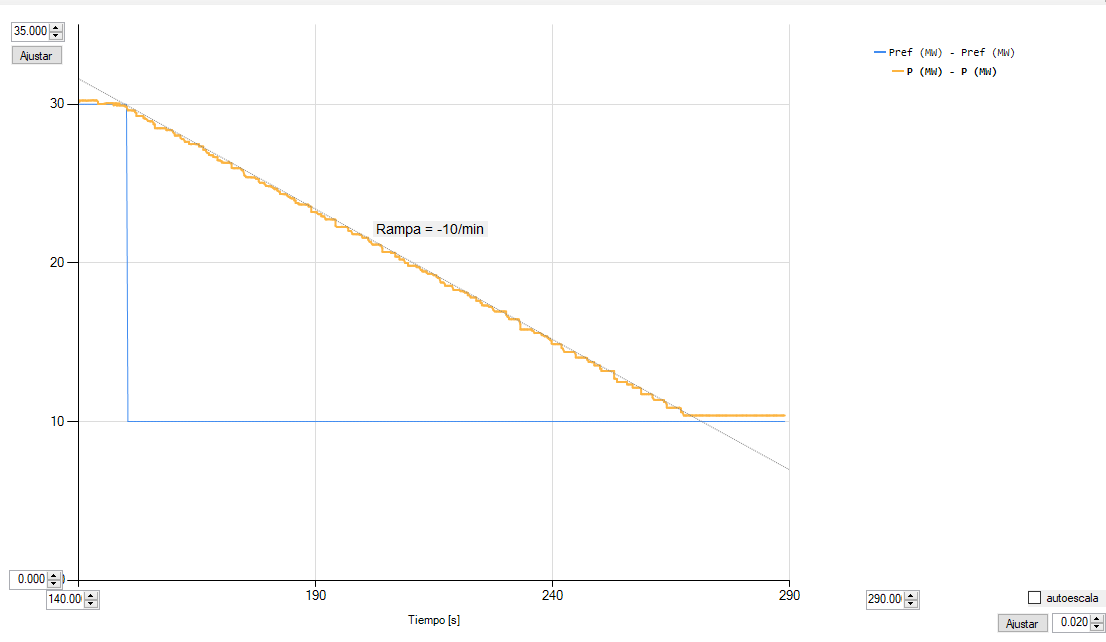 35.000
Ajustar
Pref (MW) - Pref (MW)
P (MW) - P (MW)
30
Rampa = -10/min
20
10
0.000
140.00
190
240
290
290.00
autoescala
Tiempo [s]
Ajustar
0.020